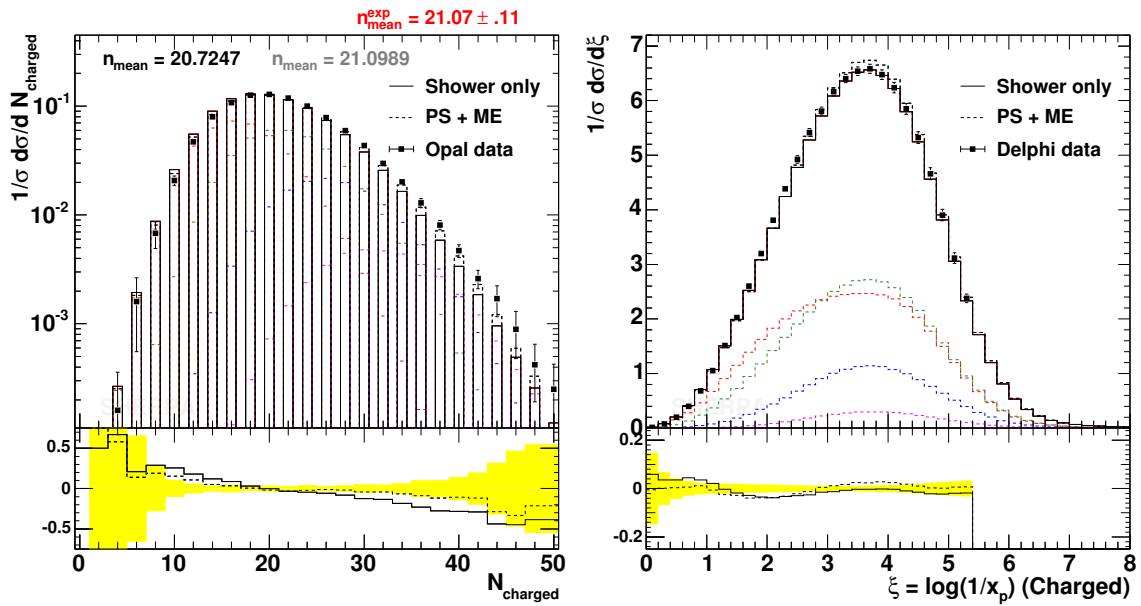 n_mean^exp = 21.07 ± .11
n_mean = 20.7247 n_mean = 21.0989
Shower only
PS + ME
Opal data
1/σ dσ/d N_charged
10^-1
10^-2
10^-3
0.5
0
-0.5
0 10 20 30 40 50
N_charged
1/σ dσ/dξ
7
6
5
4
3
2
1
0
Shower only
PS + ME
Delphi data
0.2
0
-0.2
0 1 2 3 4 5 6 7 8
ξ = log(1/x_p) (Charged)